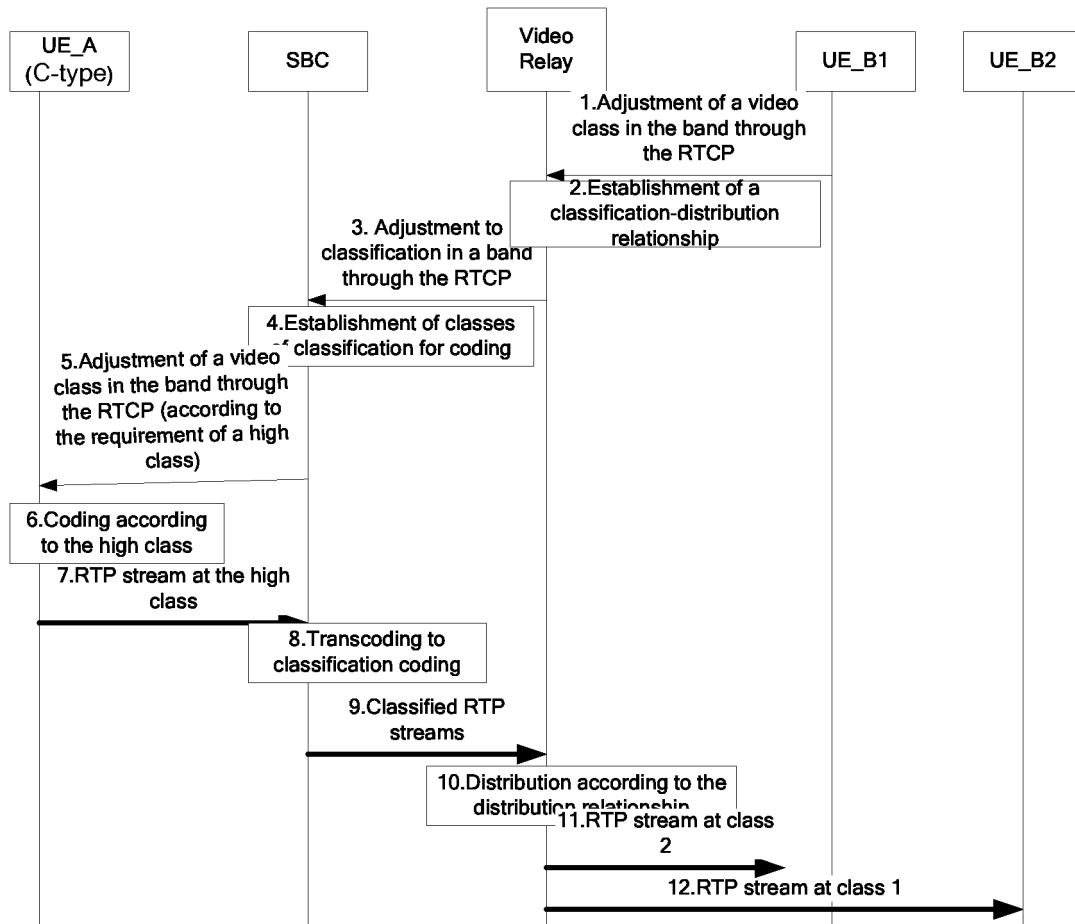 UE_A
(C-type)
SBC
Video
Relay
UE_B1
UE_B2
1.Adjustment of a video
class in the band through
the RTCP
2.Establishment of a
classification-distribution
relationship
3. Adjustment to
classification in a band
through the RTCP
4.Establishment of classes
of classification for coding
5.Adjustment of a video
class in the band through
the RTCP (according to
the requirement of a high
class)
6.Coding according
to the high class
7.RTP stream at the high
class
8.Transcoding to
classification coding
9.Classified RTP
streams
10.Distribution according to the
distribution relationship
11.RTP stream at class
2
12.RTP stream at class 1